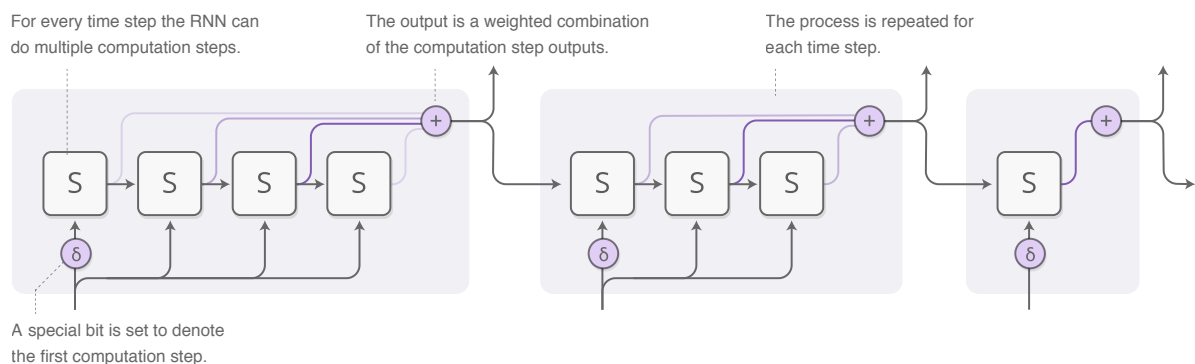 For every time step the RNN can
do multiple computation steps.
The output is a weighted combination
of the computation step outputs.
The process is repeated for
each time step.
+
+
+
S S S S
S S S
S
δ
δ
δ
A special bit is set to denote
the first computation step.